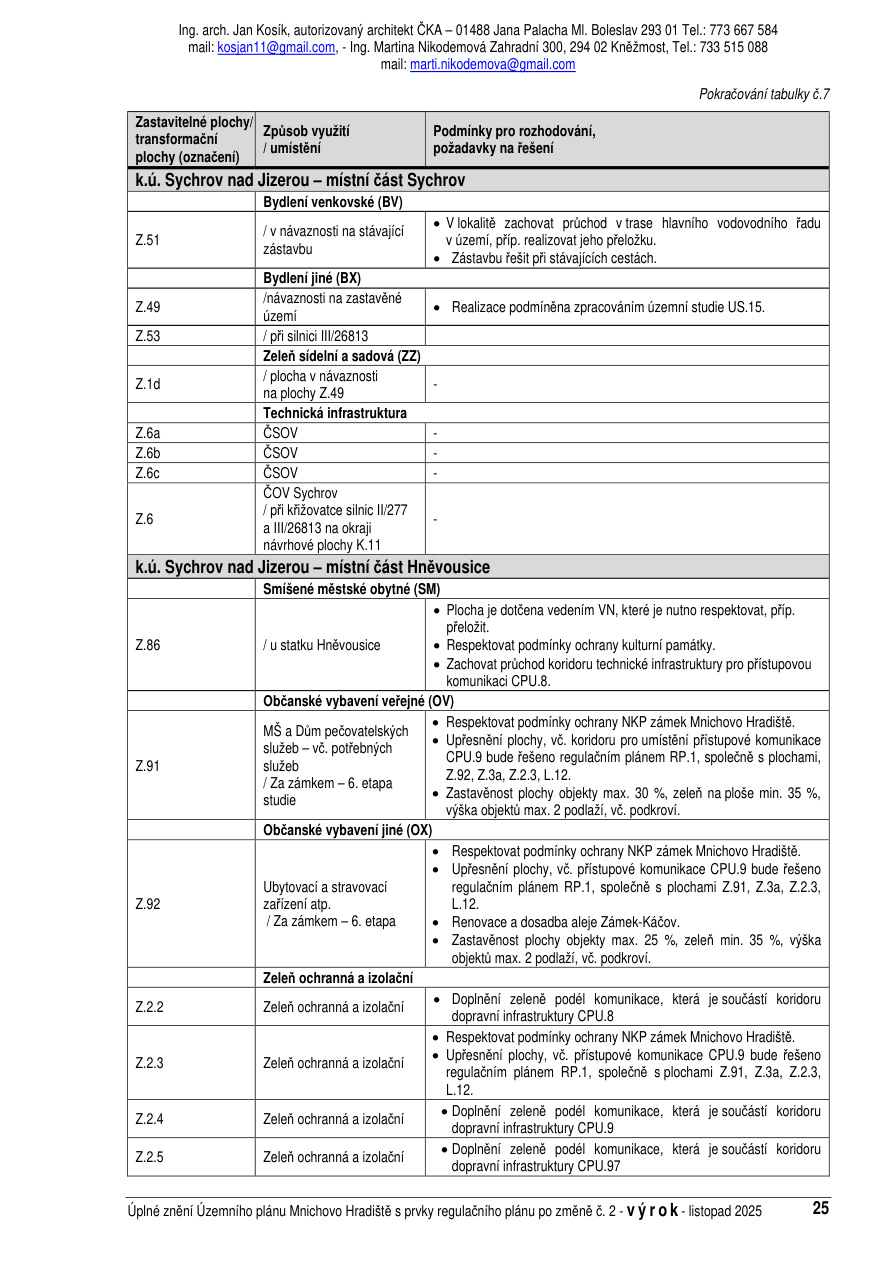 Ing. arch. Jan Kosík, autorizovaný architekt ČKA – 01488 Jana Palacha Ml. Boleslav 293 01 Tel.: 773 667 584
mail: kosjan11@gmail.com, - Ing. Martina Nikodemová Zahradní 300, 294 02 Kněžmost, Tel.: 733 515 088
mail: marti.nikodemova@gmail.com
Pokračování tabulky č.7
Zastavitelné plochy/
transformační
plochy (označení)
Způsob využití
/ umístění
Podmínky pro rozhodování,
požadavky na řešení
k.ú. Sychrov nad Jizerou – místní část Sychrov
Bydlení venkovské (BV)
Z.51
/ v návaznosti na stávající
zástavbu
• V lokalitě zachovat průchod v trase hlavního vodovodního řadu
v území, příp. realizovat jeho přeložku.
• Zástavbu řešit při stávajících cestách.
Bydlení jiné (BX)
Z.49
/návaznosti na zastavěné
území
• Realizace podmíněna zpracováním územní studie US.15.
Z.53
/ při silnici III/26813
Zeleň sídelní a sadová (ZZ)
Z.1d
/ plocha v návaznosti
na plochy Z.49
-
Technická infrastruktura
Z.6a
ČSOV
-
Z.6b
ČSOV
-
Z.6c
ČSOV
-
Z.6
ČOV Sychrov
/ při křižovatce silnic II/277
a III/26813 na okraji
návrhové plochy K.11
-
k.ú. Sychrov nad Jizerou – místní část Hněvousice
Smíšené městské obytné (SM)
Z.86
/ u statku Hněvousice
• Plocha je dotčena vedením VN, které je nutno respektovat, příp.
přeložit.
• Respektovat podmínky ochrany kulturní památky.
• Zachovat průchod koridoru technické infrastruktury pro přístupovou
komunikaci CPU.8.
Občanské vybavení veřejné (OV)
Z.91
MŠ a Dům pečovatelských
služeb – vč. potřebných
služeb
/ Za zámkem – 6. etapa
studie
• Respektovat podmínky ochrany NKP zámek Mnichovo Hradiště.
• Upřesnění plochy, vč. koridoru pro umístění přístupové komunikace
CPU.9 bude řešeno regulačním plánem RP.1, společně s plochami,
Z.92, Z.3a, Z.2.3, L.12.
• Zastavěnost plochy objekty max. 30 %, zeleň na ploše min. 35 %,
výška objektů max. 2 podlaží, vč. podkroví.
Občanské vybavení jiné (OX)
Z.92
Ubytovací a stravovací
zařízení atp.
/ Za zámkem – 6. etapa
• Respektovat podmínky ochrany NKP zámek Mnichovo Hradiště.
• Upřesnění plochy, vč. přístupové komunikace CPU.9 bude řešeno
regulačním plánem RP.1, společně s plochami Z.91, Z.3a, Z.2.3,
L.12.
• Renovace a dosadba aleje Zámek-Káčov.
• Zastavěnost plochy objekty max. 25 %, zeleň min. 35 %, výška
objektů max. 2 podlaží, vč. podkroví.
Zeleň ochranná a izolační
Z.2.2
Zeleň ochranná a izolační
• Doplnění zeleně podél komunikace, která je součástí koridoru
dopravní infrastruktury CPU.8
Z.2.3
Zeleň ochranná a izolační
• Respektovat podmínky ochrany NKP zámek Mnichovo Hradiště.
• Upřesnění plochy, vč. přístupové komunikace CPU.9 bude řešeno
regulačním plánem RP.1, společně s plochami Z.91, Z.3a, Z.2.3,
L.12.
Z.2.4
Zeleň ochranná a izolační
• Doplnění zeleně podél komunikace, která je součástí koridoru
dopravní infrastruktury CPU.9
Z.2.5
Zeleň ochranná a izolační
• Doplnění zeleně podél komunikace, která je součástí koridoru
dopravní infrastruktury CPU.97
Úplné znění Územního plánu Mnichovo Hradiště s prvky regulačního plánu po změně č. 2 - v ý r o k - listopad 2025 25